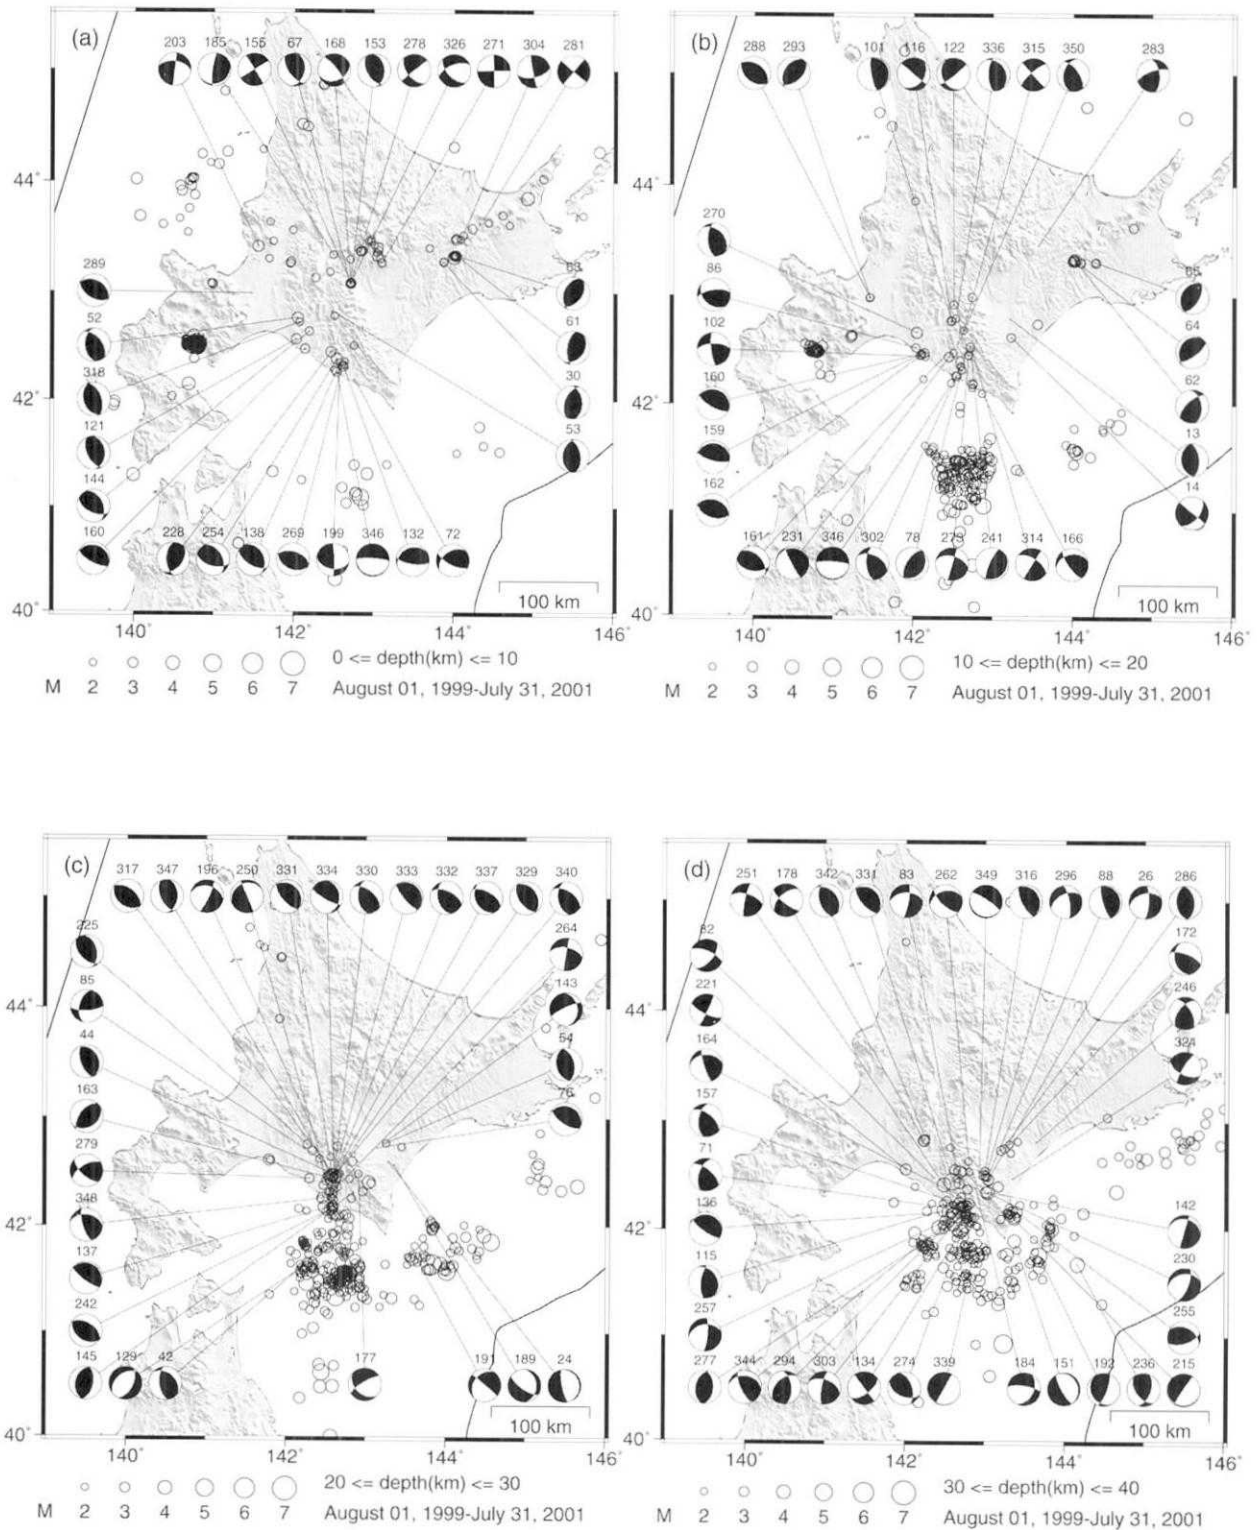 (a)
203 185 155 67 168 153 278 326 271 304 281
44°
289
63
52
61
318
30
42°
121
53
144
160 228 254 138 269 199 346 132 72
100 km
40°
140° 142° 144° 146°
0 <= depth(km) <= 10
M 2 3 4 5 6 7 August 01, 1999-July 31, 2001
(b)
288 293 101 116 122 336 315 350 283
44°
270
86
65
102
64
160
62
42°
159
13
162
14
161 231 346 302 78 273 241 314 166
100 km
40°
140° 142° 144° 146°
10 <= depth(km) <= 20
M 2 3 4 5 6 7 August 01, 1999-July 31, 2001
(c)
317 347 196 250 331 334 330 333 332 337 329 340
225
264
85
143
44°
44
54
163
76
279
348
42°
137
242
145 129 42 177 191 189 24
100 km
40°
140° 142° 144° 146°
20 <= depth(km) <= 30
M 2 3 4 5 6 7 August 01, 1999-July 31, 2001
(d)
251 178 342 331 83 262 349 316 296 88 26 286
82
172
221
246
44°
164
324
157
71
136
142
42°
115
230
257
255
277 344 294 303 134 274 339 184 151 192 236 215
100 km
40°
140° 142° 144° 146°
30 <= depth(km) <= 40
M 2 3 4 5 6 7 August 01, 1999-July 31, 2001